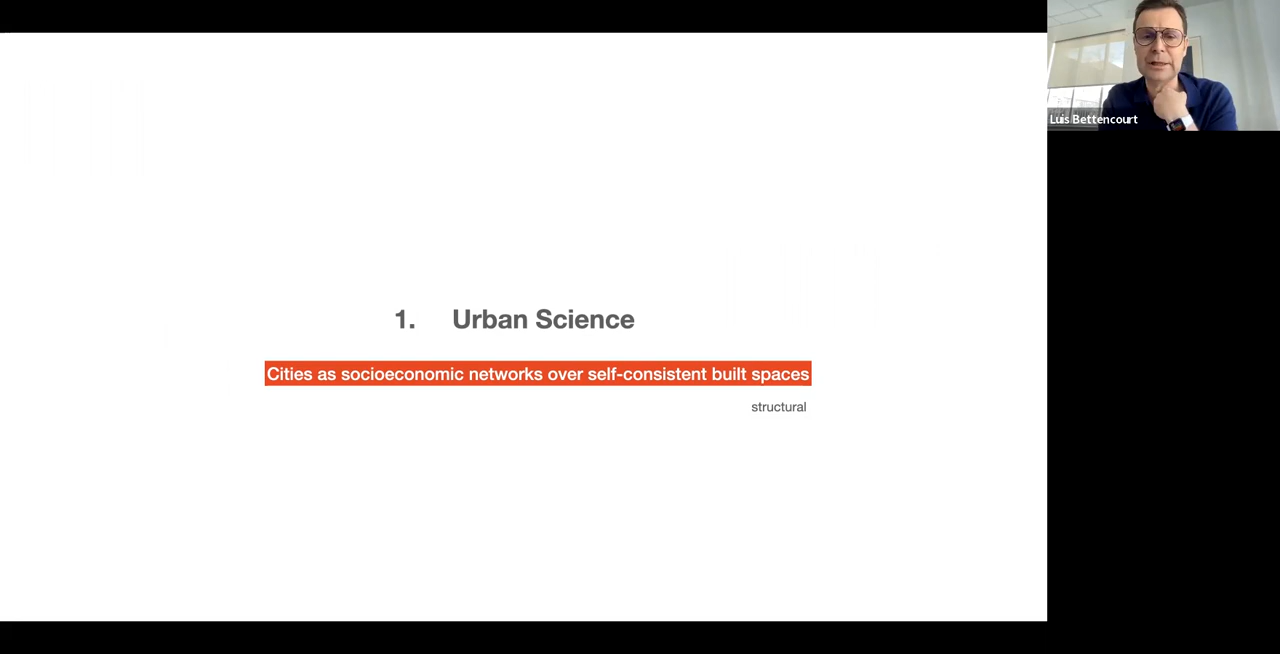 Luis Bettencourt
1. Urban Science
Cities as socioeconomic networks over self-consistent built spaces
structural